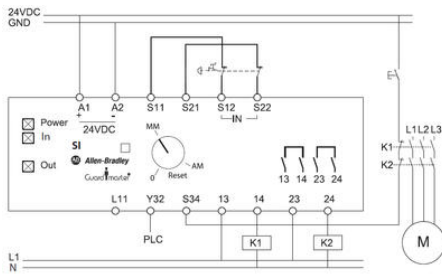 24VDC
GND
A1 A2 S11 S21 S12 S22
+ -
24VDC
IN
Power
In
Out
SI
AB Allen-Bradley
Guardmaster
MM
0
AM
Reset
13 14 23 24
L11 Y32 S34 13 14 23 24
PLC
K1
K2
L1 L2 L3
K1
K2
M
L1
N